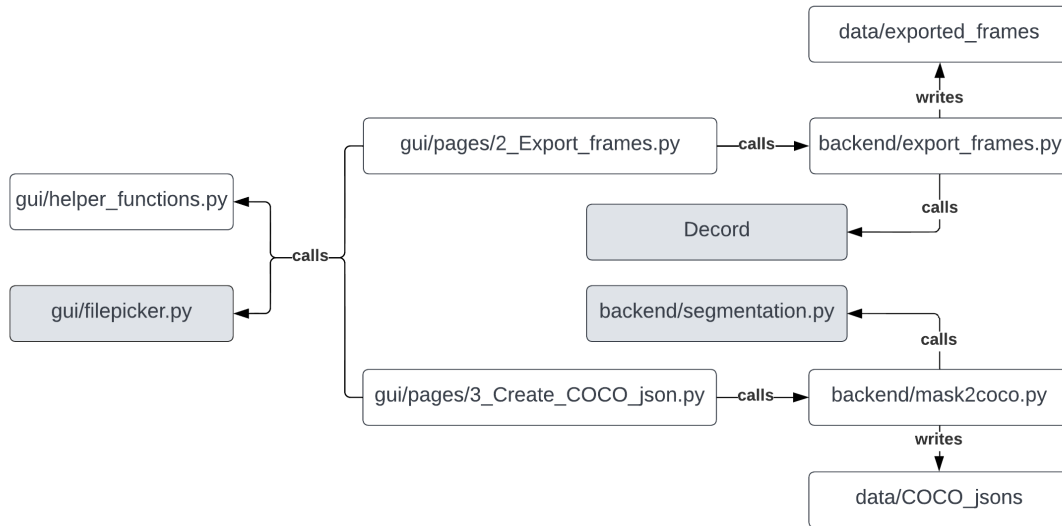 data/exported_frames
writes
gui/pages/2_Export_frames.py
calls
backend/export_frames.py
gui/helper_functions.py
calls
Decord
calls
gui/filepicker.py
backend/segmentation.py
calls
gui/pages/3_Create_COCO_json.py
calls
backend/mask2coco.py
writes
data/COCO_jsons